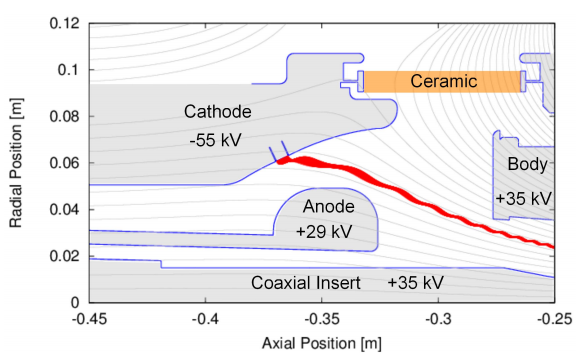 0.12
0.1
0.08
0.06
0.04
0.02
0
Radial Position [m]
Ceramic
Cathode
-55 kV
Body
+35 kV
Anode
+29 kV
Coaxial Insert +35 kV
-0.45 -0.4 -0.35 -0.3 -0.25
Axial Position [m]